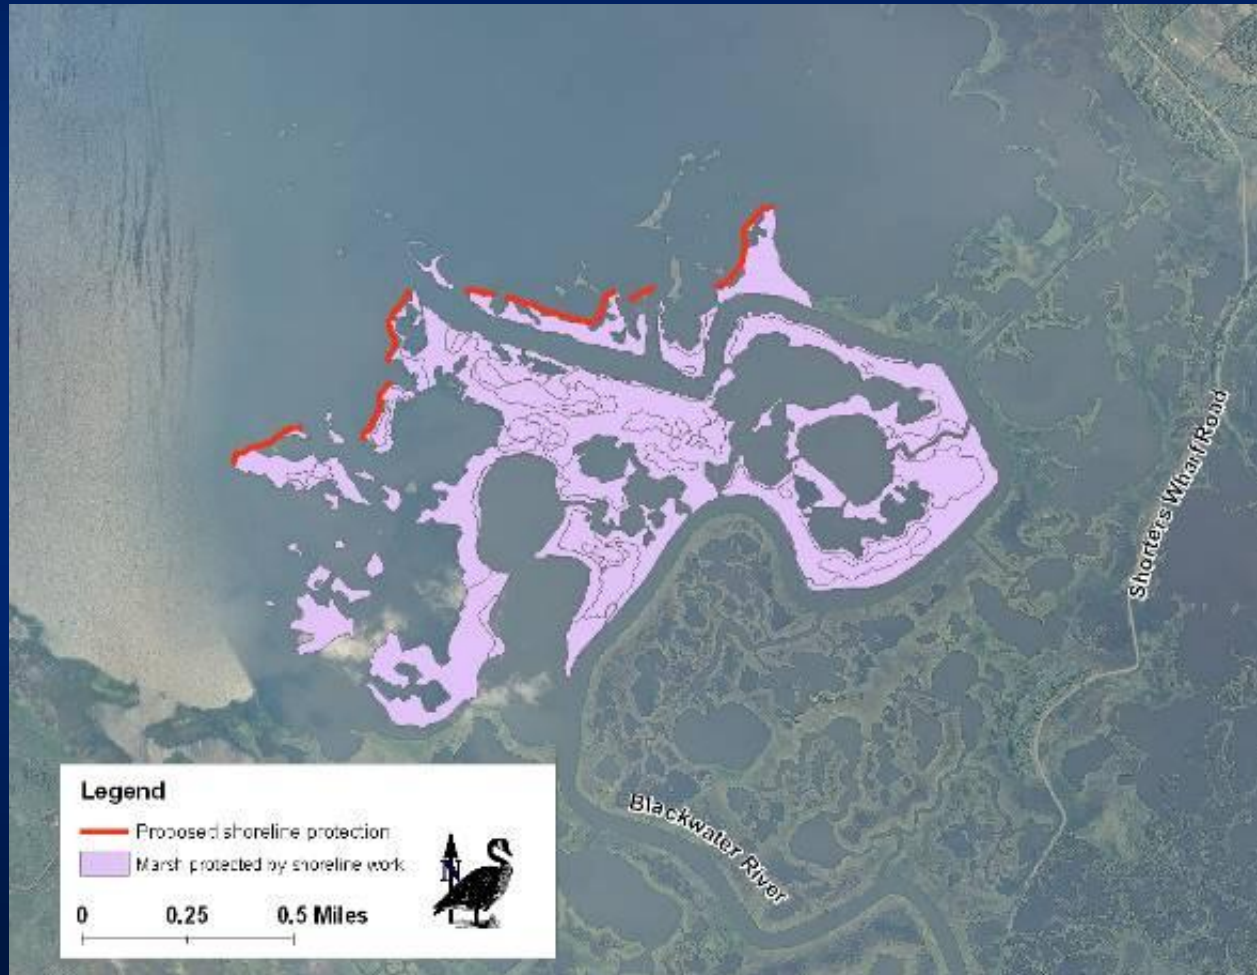 Shorters Wharf Road
Blackwater River
Legend
Proposed shoreline protection
Marsh protected by shoreline work
N
0 0.25 0.5 Miles